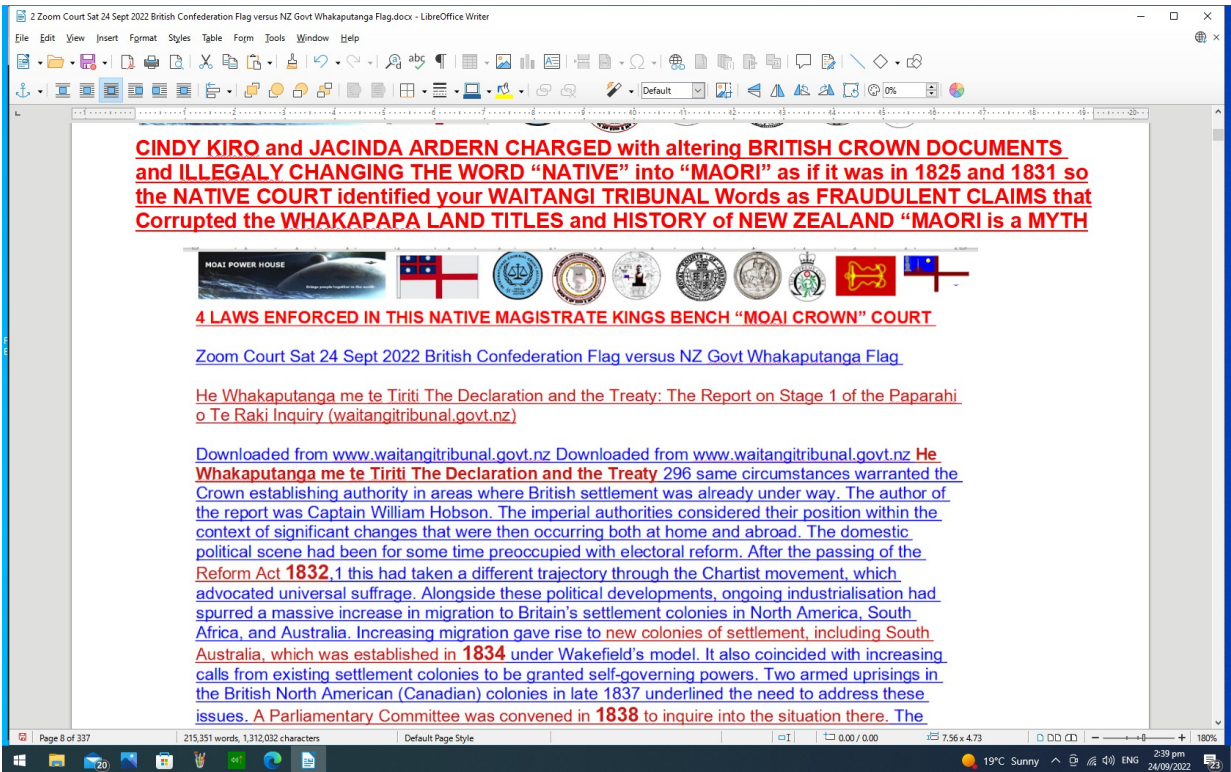 2 Zoom Court Sat 24 Sept 2022 British Confederation Flag versus NZ Govt Whakaputanga Flag.docx - LibreOffice Writer
File Edit View Insert Format Styles Table Form Tools Window Help
Default
0%
CINDY KIRO and JACINDA ARDERN CHARGED with altering BRITISH CROWN DOCUMENTS
and ILLEGALY CHANGING THE WORD “NATIVE” into “MAORI” as if it was in 1825 and 1831 so
the NATIVE COURT identified your WAITANGI TRIBUNAL Words as FRAUDULENT CLAIMS that
Corrupted the WHAKAPAPA LAND TITLES and HISTORY of NEW ZEALAND “MAORI is a MYTH
MOAI POWER HOUSE
4 LAWS ENFORCED IN THIS NATIVE MAGISTRATE KINGS BENCH “MOAI CROWN” COURT
Zoom Court Sat 24 Sept 2022 British Confederation Flag versus NZ Govt Whakaputanga Flag
He Whakaputanga me te Tiriti The Declaration and the Treaty: The Report on Stage 1 of the Paparahi
o Te Raki Inquiry (waitangitribunal.govt.nz)
Downloaded from www.waitangitribunal.govt.nz Downloaded from www.waitangitribunal.govt.nz He
Whakaputanga me te Tiriti The Declaration and the Treaty 296 same circumstances warranted the
Crown establishing authority in areas where British settlement was already under way. The author of
the report was Captain William Hobson. The imperial authorities considered their position within the
context of significant changes that were then occurring both at home and abroad. The domestic
political scene had been for some time preoccupied with electoral reform. After the passing of the
Reform Act 1832,1 this had taken a different trajectory through the Chartist movement, which
advocated universal suffrage. Alongside these political developments, ongoing industrialisation had
spurred a massive increase in migration to Britain’s settlement colonies in North America, South
Africa, and Australia. Increasing migration gave rise to new colonies of settlement, including South
Australia, which was established in 1834 under Wakefield’s model. It also coincided with increasing
calls from existing settlement colonies to be granted self-governing powers. Two armed uprisings in
the British North American (Canadian) colonies in late 1837 underlined the need to address these
issues. A Parliamentary Committee was convened in 1838 to inquire into the situation there. The
Page 8 of 337 215,351 words, 1,312,032 characters Default Page Style 0.00 / 0.00 7.56 x 4.73 180%
20 19°C Sunny ENG 2:39 pm 24/09/2022 23